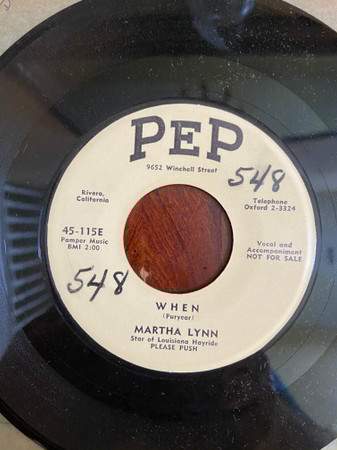 PEP
9652 Winchell Street
548
Rivera,
California
Telephone
Oxford 2-3324
45-115E
Pamper Music
BMI 2:00
Vocal and
Accompaniment
NOT FOR SALE
548
WHEN
(Puryear)
MARTHA LYNN
Star of Louisiana Hayride
PLEASE PUSH